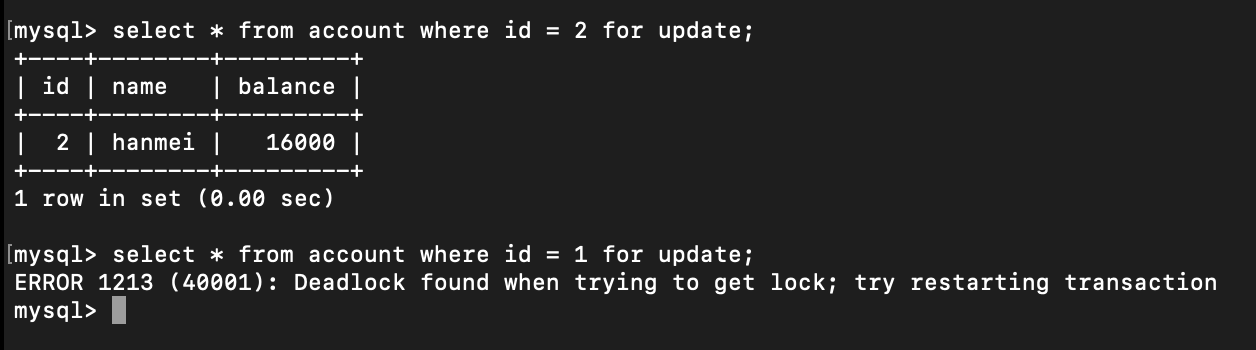 [mysql> select * from account where id = 2 for update;
+----+--------+---------+
| id | name   | balance |
+----+--------+---------+
|  2 | hanmei |   16000 |
+----+--------+---------+
1 row in set (0.00 sec)
[mysql> select * from account where id = 1 for update;
ERROR 1213 (40001): Deadlock found when trying to get lock; try restarting transaction
mysql>